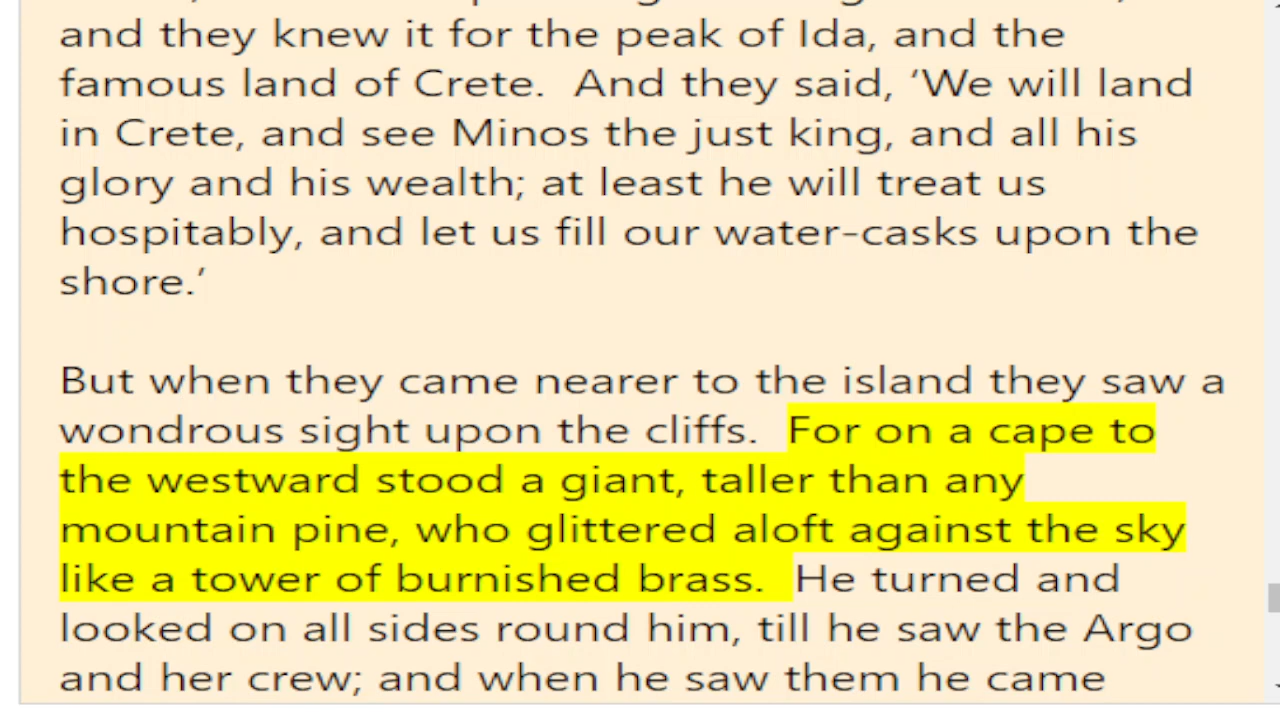 and they knew it for the peak of Ida, and the
famous land of Crete.  And they said, ‘We will land
in Crete, and see Minos the just king, and all his
glory and his wealth; at least he will treat us
hospitably, and let us fill our water-casks upon the
shore.’
But when they came nearer to the island they saw a
wondrous sight upon the cliffs.  For on a cape to
the westward stood a giant, taller than any
mountain pine, who glittered aloft against the sky
like a tower of burnished brass.  He turned and
looked on all sides round him, till he saw the Argo
and her crew; and when he saw them he came